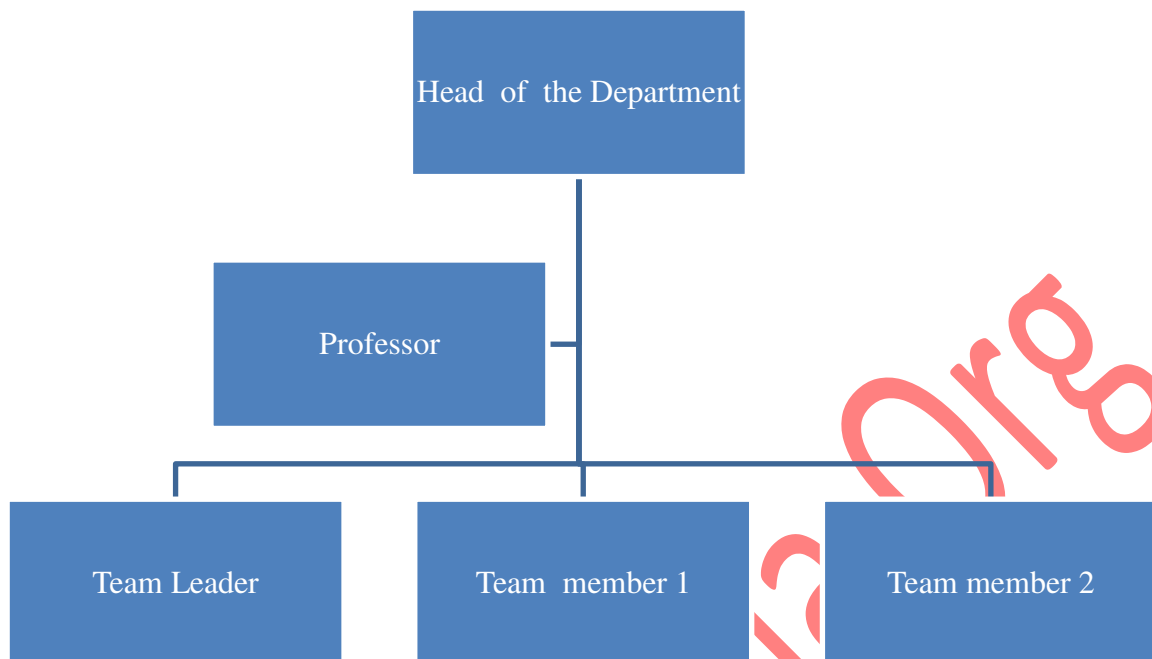 Head of the Department
Professor
Team Leader
Team member 1
Team member 2